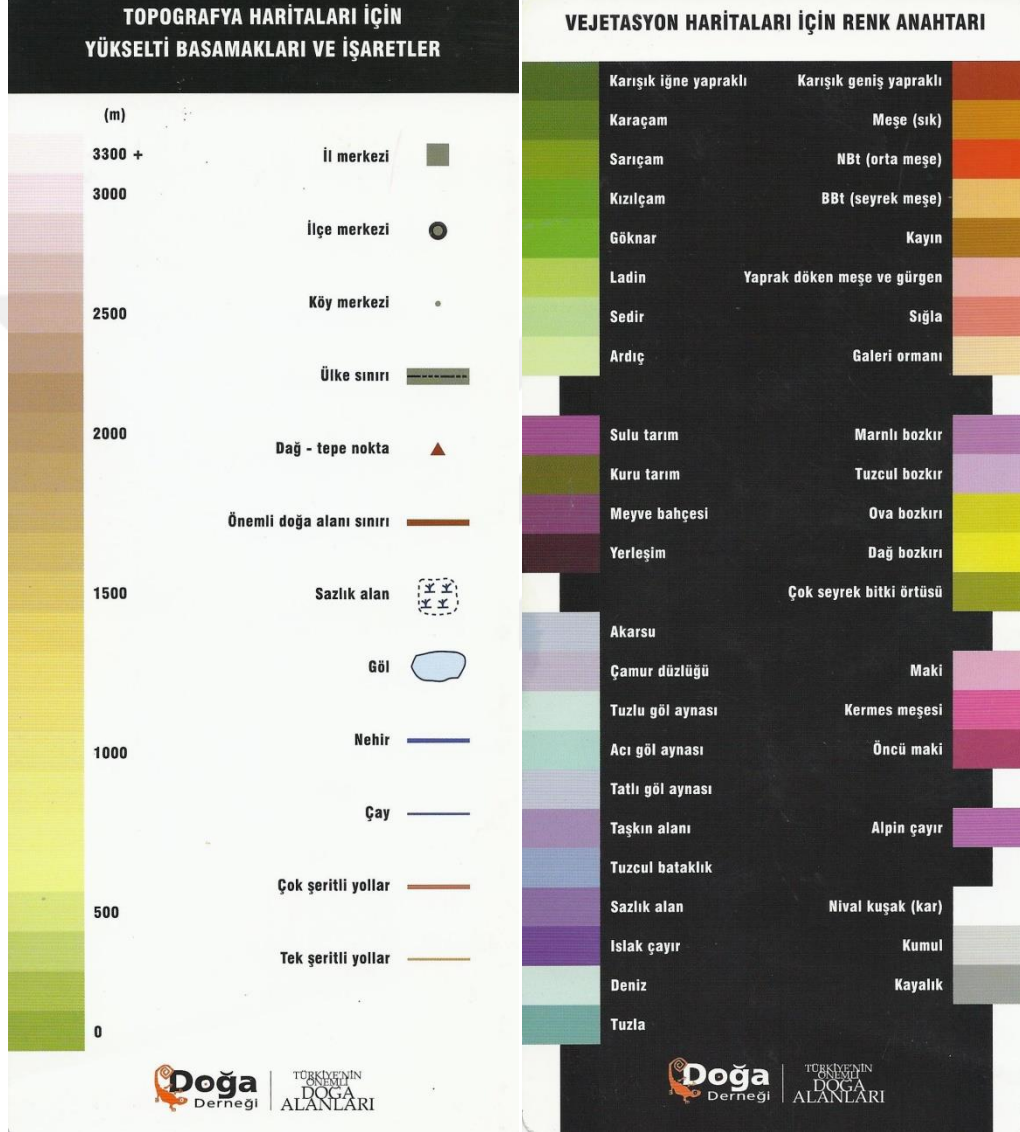 TOPOGRAFYA HARİTALARI İÇİN
YÜKSELTİ BASAMAKLARI VE İŞARETLER
(m)
3300 +
3000
2500
2000
1500
1000
500
0
İl merkezi
İlçe merkezi
Köy merkezi
Ülke sınırı
Dağ - tepe nokta
Önemli doğa alanı sınırı
Sazlık alan
Göl
Nehir
Çay
Çok şeritli yollar
Tek şeritli yollar
Doğa
Derneği
TÜRKİYE'NİN
ÖNEMLİ
DOĞA
ALANLARI
VEJETASYON HARİTALARI İÇİN RENK ANAHTARI
Karışık iğne yapraklı
Karaçam
Sarıçam
Kızılçam
Göknar
Ladin
Sedir
Ardıç
Sulu tarım
Kuru tarım
Meyve bahçesi
Yerleşim
Akarsu
Çamur düzlüğü
Tuzlu göl aynası
Acı göl aynası
Tatlı göl aynası
Taşkın alanı
Tuzcul bataklık
Sazlık alan
Islak çayır
Deniz
Tuzla
Karışık geniş yapraklı
Meşe (sık)
NBt (orta meşe)
BBt (seyrek meşe)
Kayın
Yaprak döken meşe ve gürgen
Sığla
Galeri ormanı
Marnlı bozkır
Tuzcul bozkır
Ova bozkırı
Dağ bozkırı
Çok seyrek bitki örtüsü
Maki
Kermes meşesi
Öncü maki
Alpin çayır
Nival kuşak (kar)
Kumul
Kayalık
Doğa
Derneği
TÜRKİYE'NİN
ÖNEMLİ
DOĞA
ALANLARI